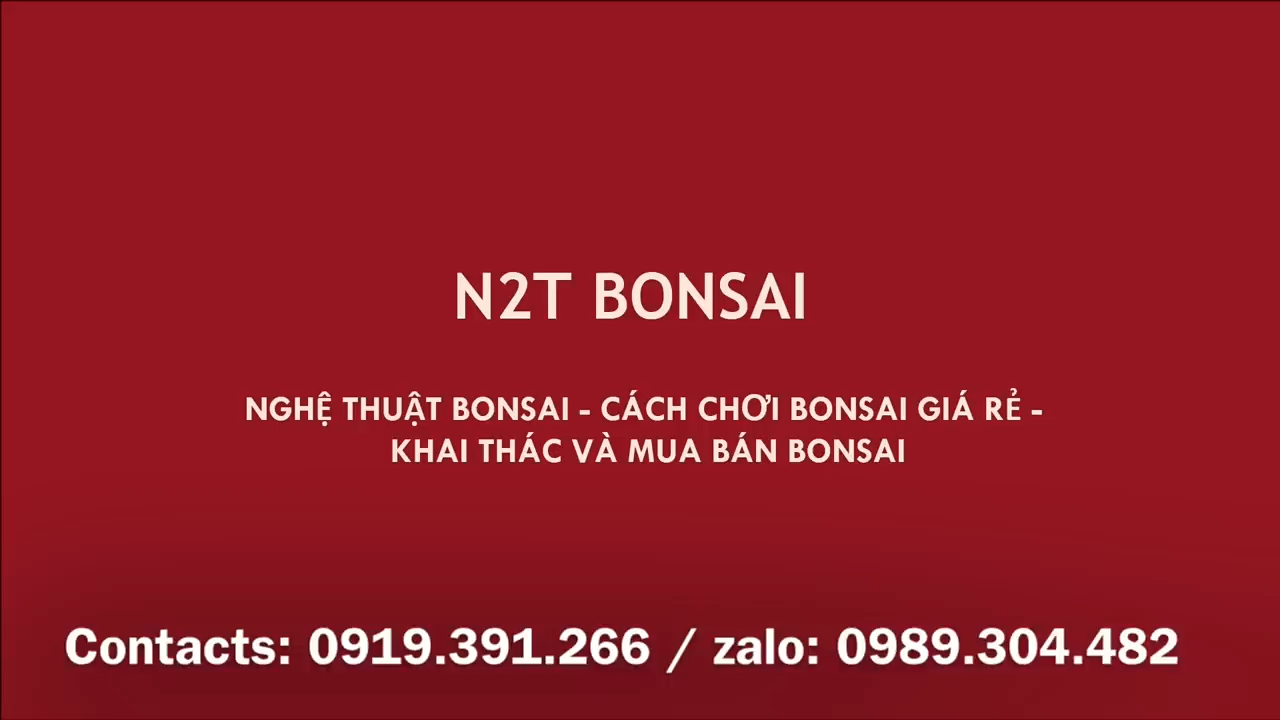 N2T BONSAI
NGHỆ THUẬT BONSAI - CÁCH CHƠI BONSAI GIÁ RẺ -
KHAI THÁC VÀ MUA BÁN BONSAI
Contacts: 0919.391.266 / zalo: 0989.304.482